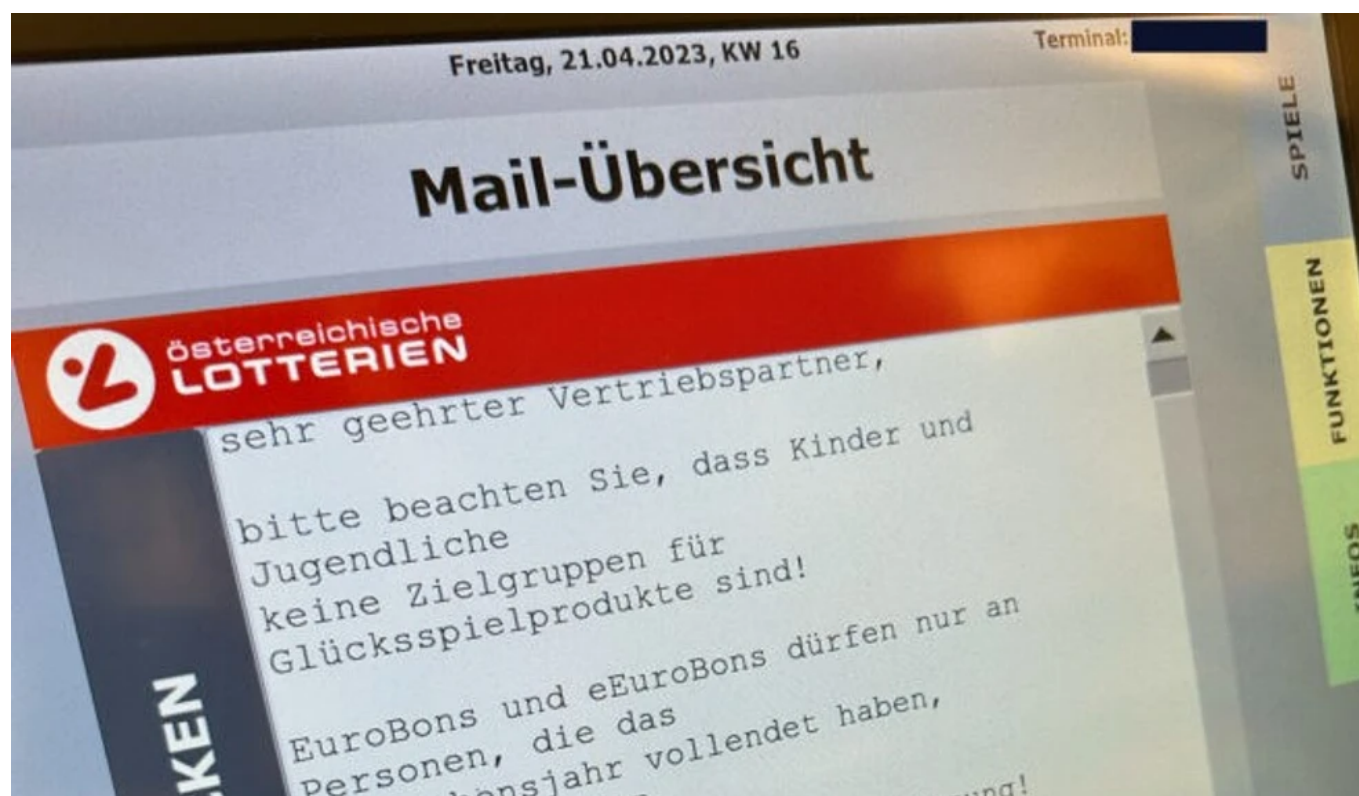 Freitag, 21.04.2023, KW 16
Terminal:
Mail-Übersicht
österreichische
LOTTERIEN
sehr geehrter Vertriebspartner,
bitte beachten Sie, dass Kinder und
Jugendliche
keine Zielgruppen für
Glücksspielprodukte sind!
EuroBons und eEuroBons dürfen nur an
Personen, die das
vollendet haben,
SPIELE
FUNKTIONEN
INFOS